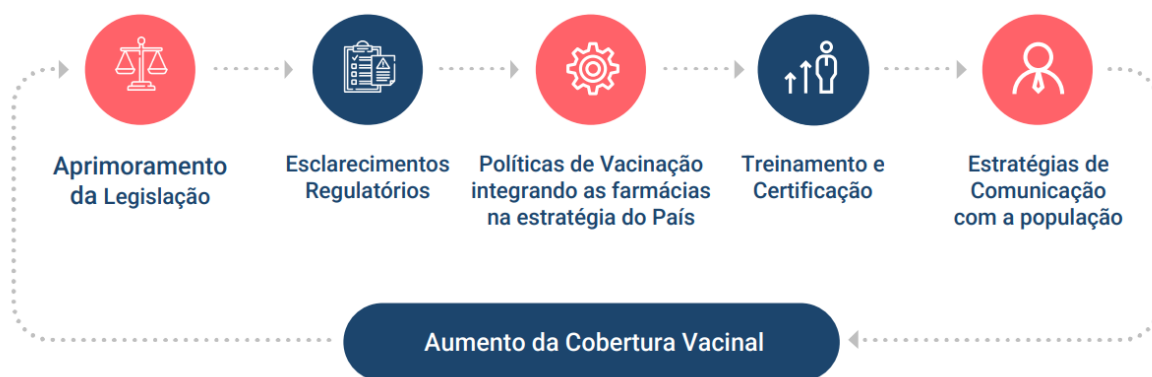 Aprimoramento
da Legislação
Esclarecimentos
Regulatórios
Políticas de Vacinação
integrando as farmácias
na estratégia do País
Treinamento e
Certificação
Estratégias de
Comunicação
com a população
Aumento da Cobertura Vacinal